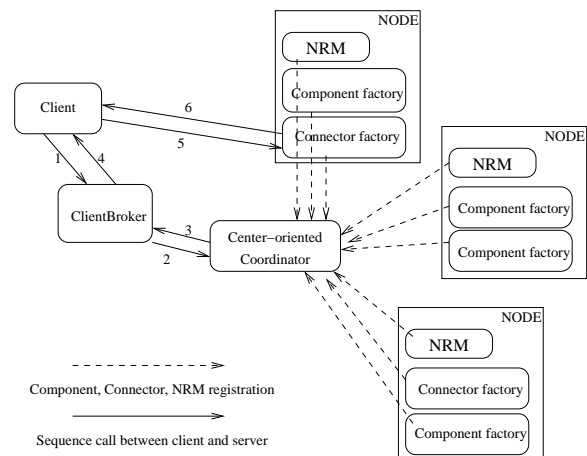 NODE
NRM
Component factory
Connector factory
6
5
Client
1
4
ClientBroker
3
2
Center-oriented
Coordinator
NODE
NRM
Component factory
Component factory
NODE
NRM
Connector factory
Component factory
Component, Connector, NRM registration
Sequence call between client and server